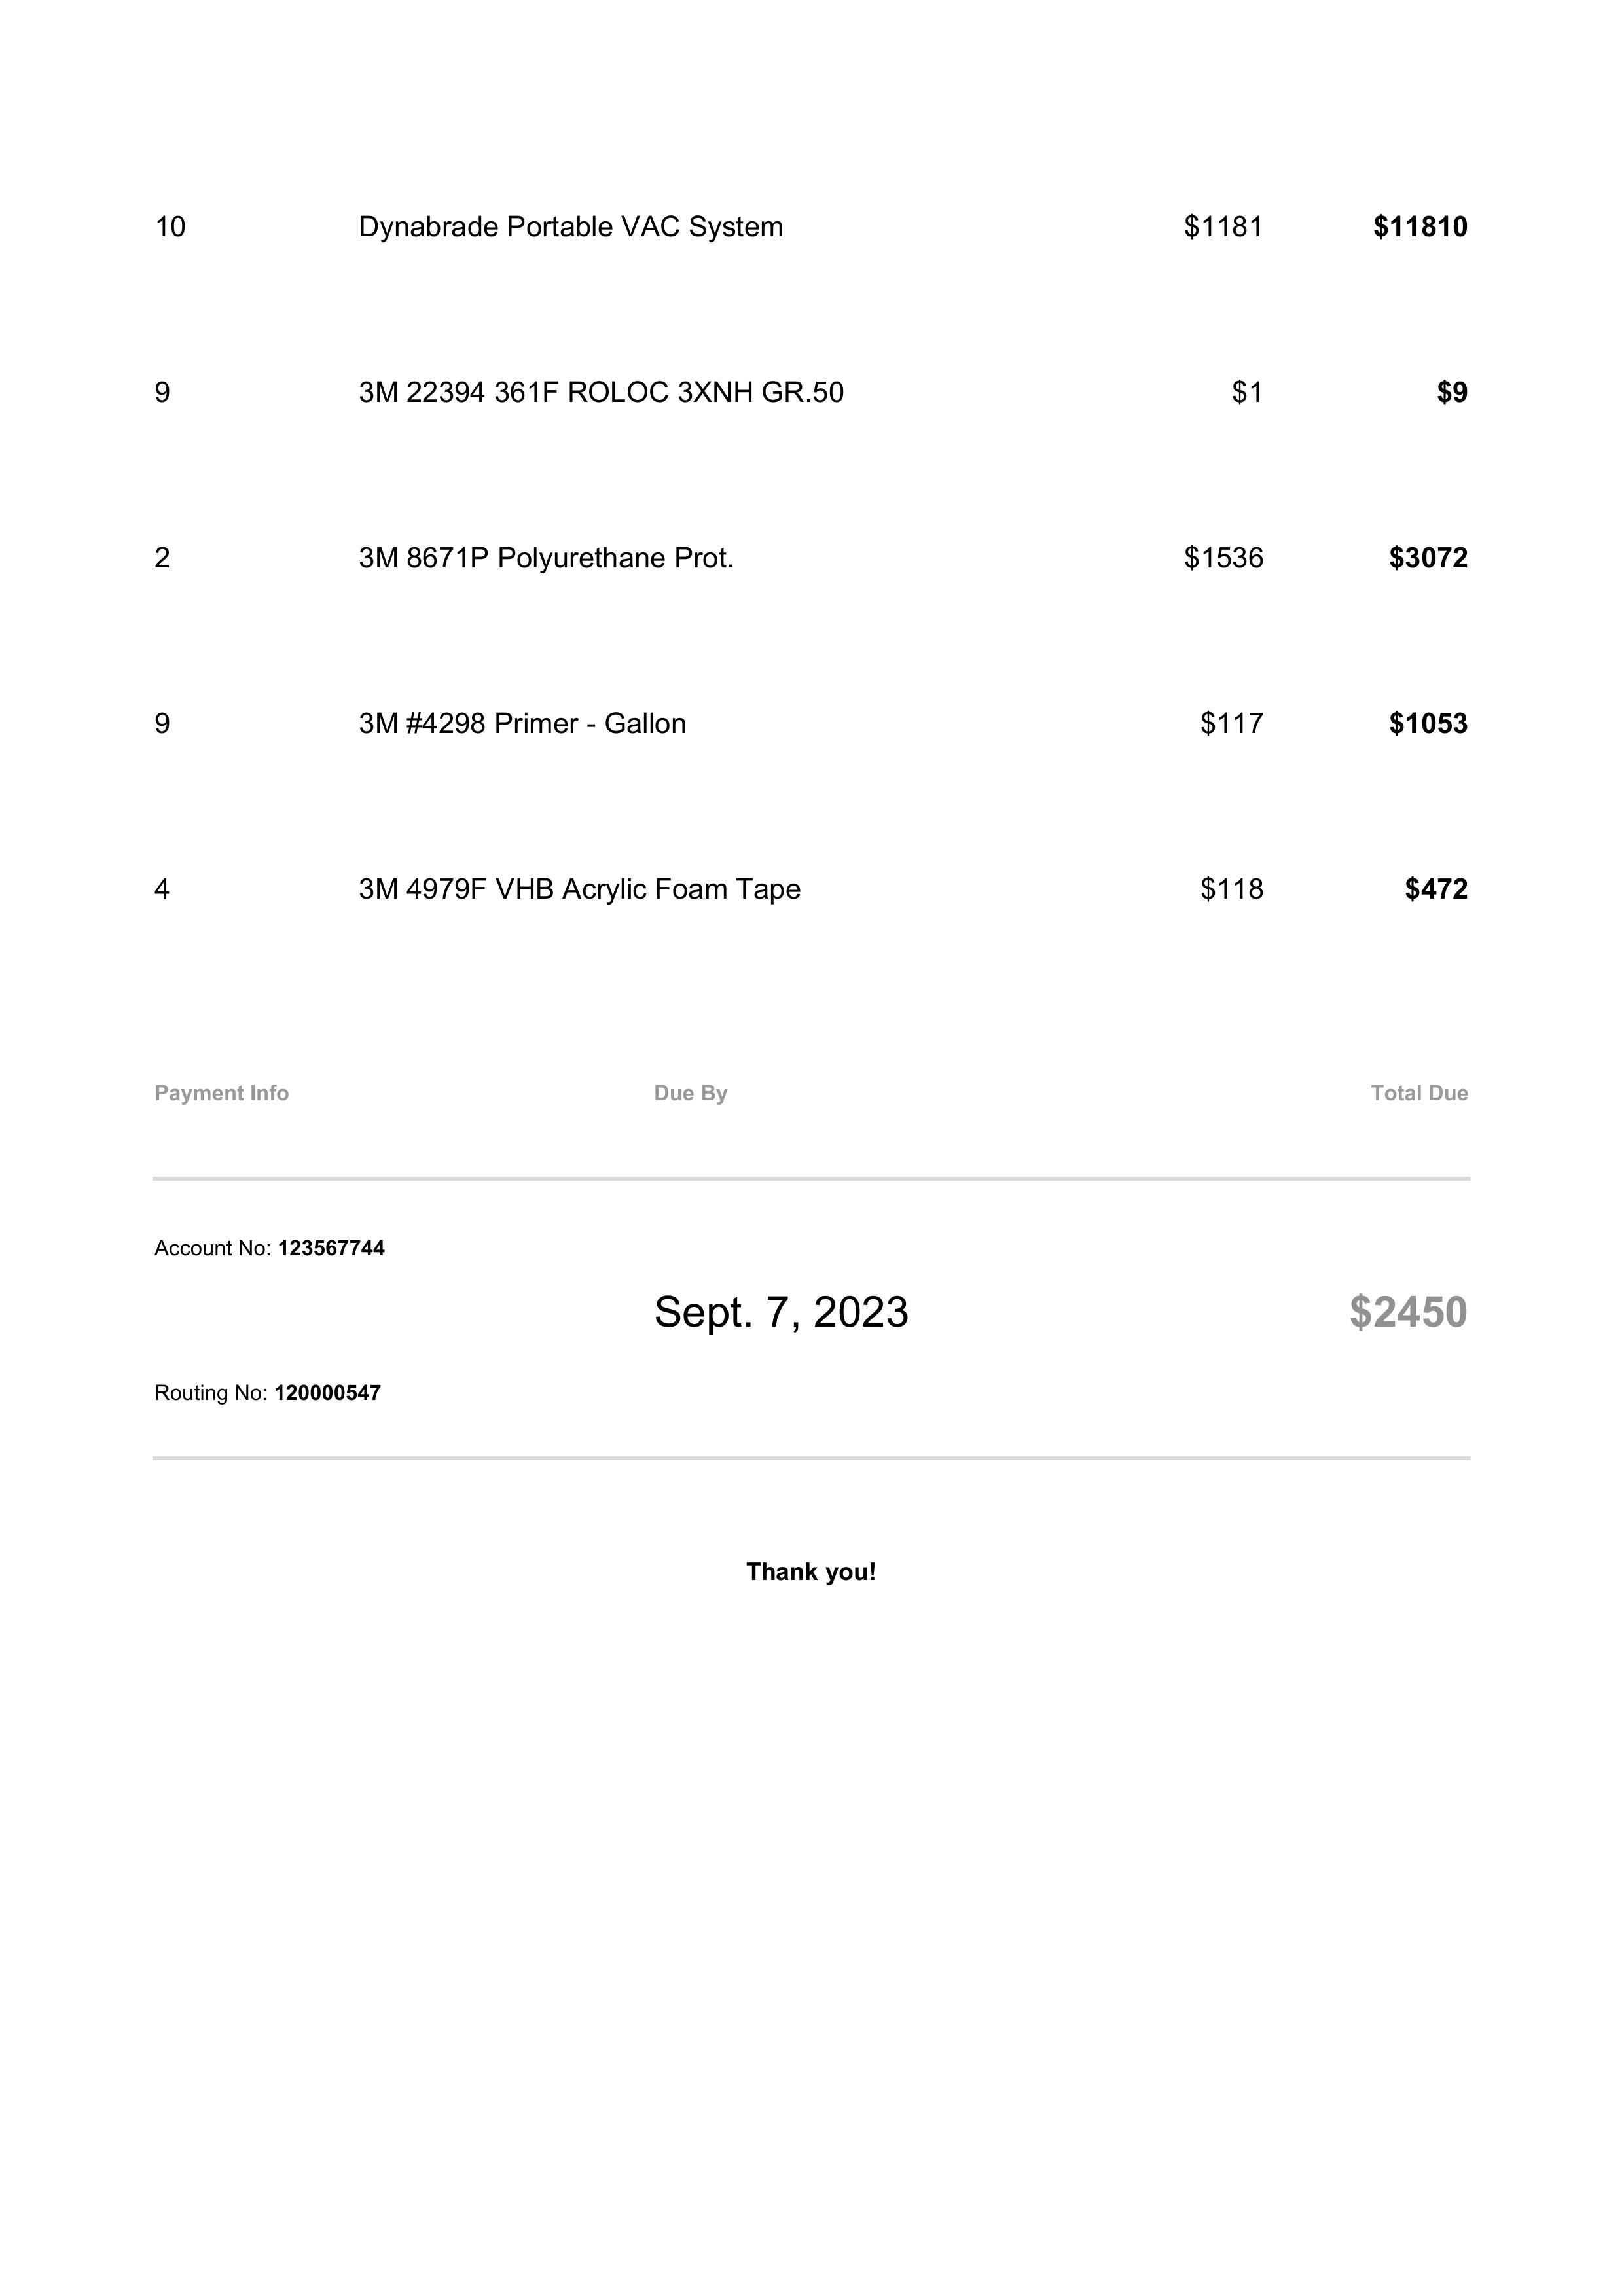 10 Dynabrade Portable VAC System $1181 $11810
9 3M 22394 361F ROLOC 3XNH GR.50 $1 $9
2 3M 8671P Polyurethane Prot. $1536 $3072
9 3M #4298 Primer - Gallon $117 $1053
4 3M 4979F VHB Acrylic Foam Tape $118 $472
Payment Info Due By Total Due
Account No: 123567744
Sept. 7, 2023 $2450
Routing No: 120000547
Thank you!